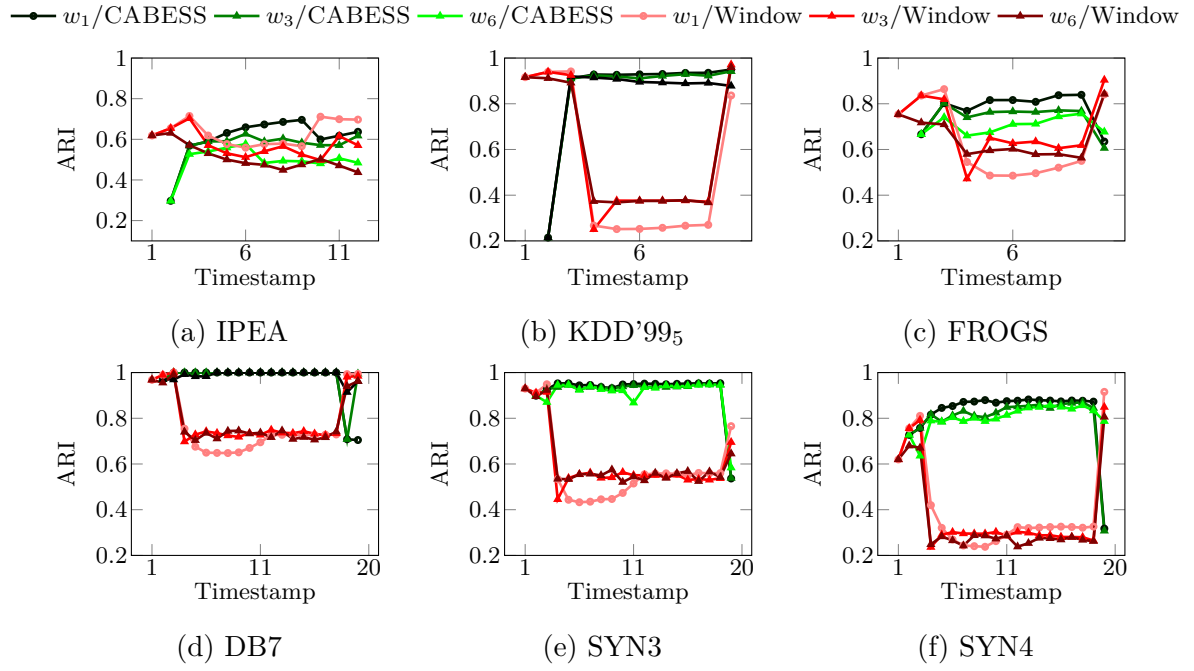 w₁/CABESS w₃/CABESS w₆/CABESS w₁/Window w₃/Window w₆/Window
1
0.8
0.6
0.4
0.2
ARI
1 6 11
Timestamp
(a) IPEA
1
0.8
0.6
0.4
0.2
ARI
1 6
Timestamp
(b) KDD'99₅
1
0.8
0.6
0.4
0.2
ARI
1 6
Timestamp
(c) FROGS
1
0.8
0.6
0.4
0.2
ARI
1 11 20
Timestamp
(d) DB7
1
0.8
0.6
0.4
0.2
ARI
1 11 20
Timestamp
(e) SYN3
1
0.8
0.6
0.4
0.2
ARI
1 11 20
Timestamp
(f) SYN4